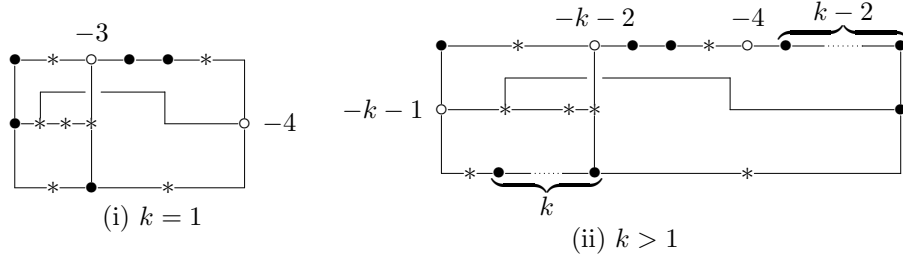 −3
−4
(i) k = 1
−k − 2
−4
k − 2
−k − 1
k
(ii) k > 1